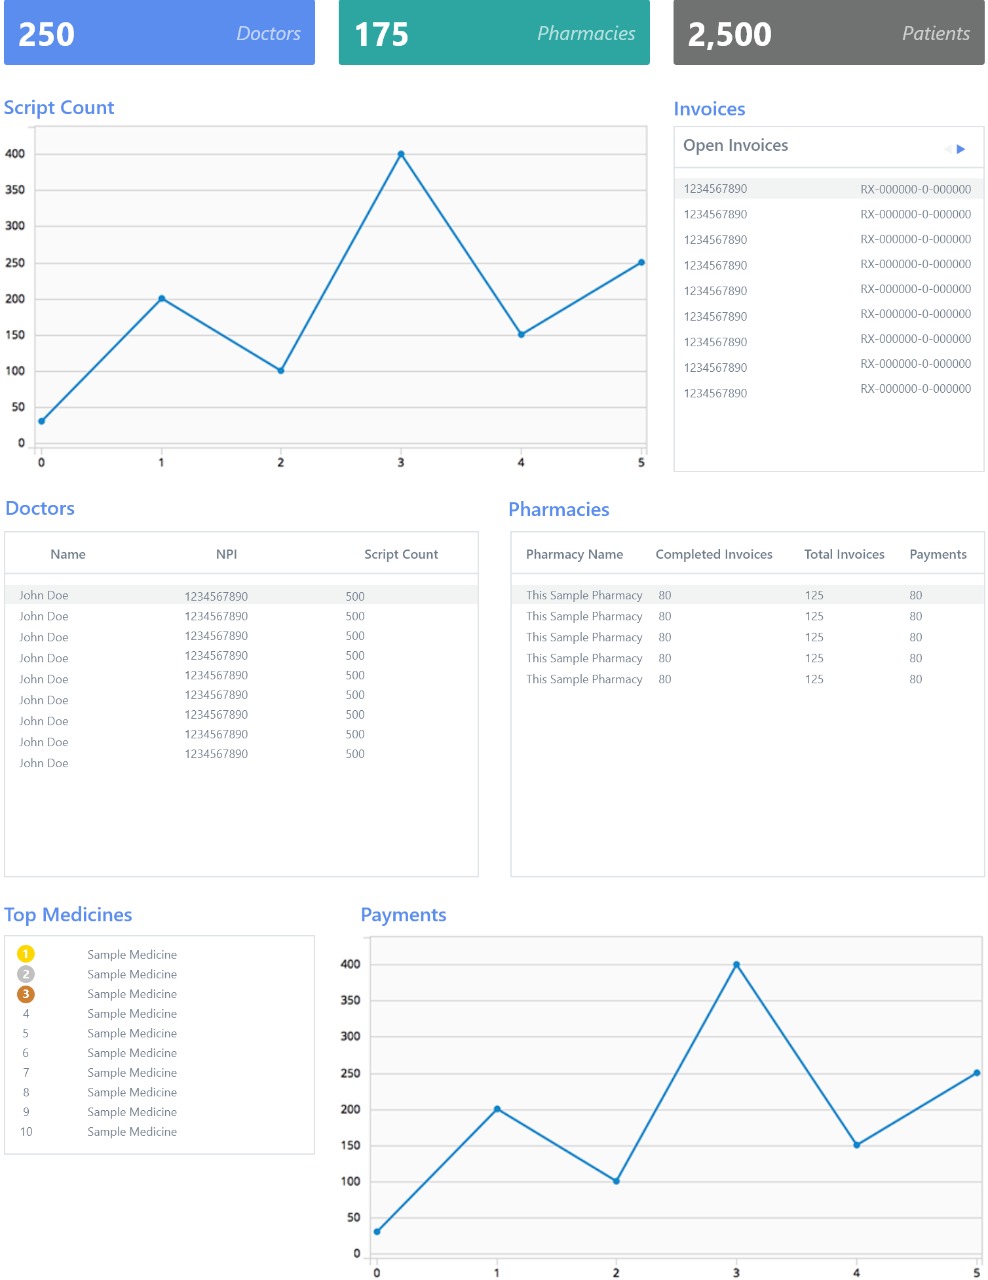 250 Doctors
175 Pharmacies
2,500 Patients
Script Count
400
350
300
250
200
150
100
50
0
0 1 2 3 4 5
Invoices
Open Invoices
1234567890 RX-000000-0-000000
1234567890 RX-000000-0-000000
1234567890 RX-000000-0-000000
1234567890 RX-000000-0-000000
1234567890 RX-000000-0-000000
1234567890 RX-000000-0-000000
1234567890 RX-000000-0-000000
1234567890 RX-000000-0-000000
1234567890 RX-000000-0-000000
Doctors
Name NPI Script Count
John Doe 1234567890 500
John Doe 1234567890 500
John Doe 1234567890 500
John Doe 1234567890 500
John Doe 1234567890 500
John Doe 1234567890 500
John Doe 1234567890 500
John Doe 1234567890 500
John Doe 1234567890 500
Pharmacies
Pharmacy Name Completed Invoices Total Invoices Payments
This Sample Pharmacy 80 125 80
This Sample Pharmacy 80 125 80
This Sample Pharmacy 80 125 80
This Sample Pharmacy 80 125 80
This Sample Pharmacy 80 125 80
Top Medicines
1 Sample Medicine
2 Sample Medicine
3 Sample Medicine
4 Sample Medicine
5 Sample Medicine
6 Sample Medicine
7 Sample Medicine
8 Sample Medicine
9 Sample Medicine
10 Sample Medicine
Payments
400
350
300
250
200
150
100
50
0
0 1 2 3 4 5